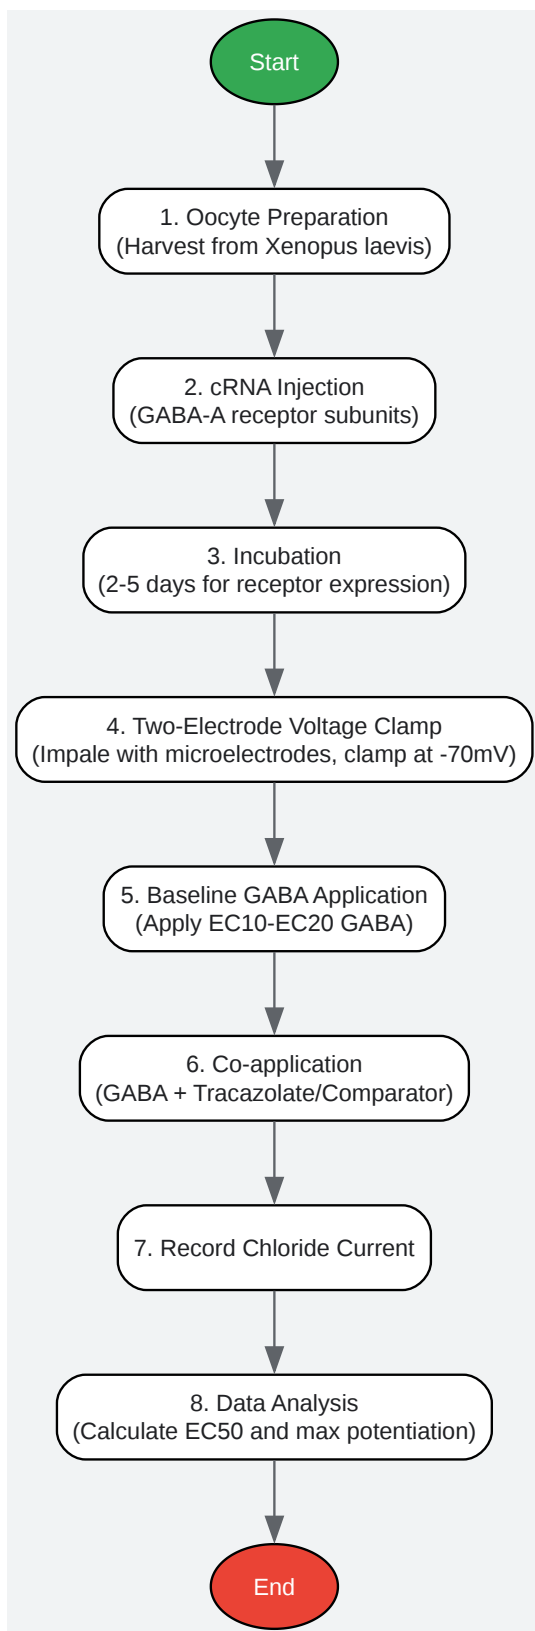 Start
1. Oocyte Preparation
(Harvest from Xenopus laevis)
2. cRNA Injection
(GABA-A receptor subunits)
3. Incubation
(2-5 days for receptor expression)
4. Two-Electrode Voltage Clamp
(Impale with microelectrodes, clamp at -70mV)
5. Baseline GABA Application
(Apply EC10-EC20 GABA)
6. Co-application
(GABA + Tracazolate/Comparator)
7. Record Chloride Current
8. Data Analysis
(Calculate EC50 and max potentiation)
End